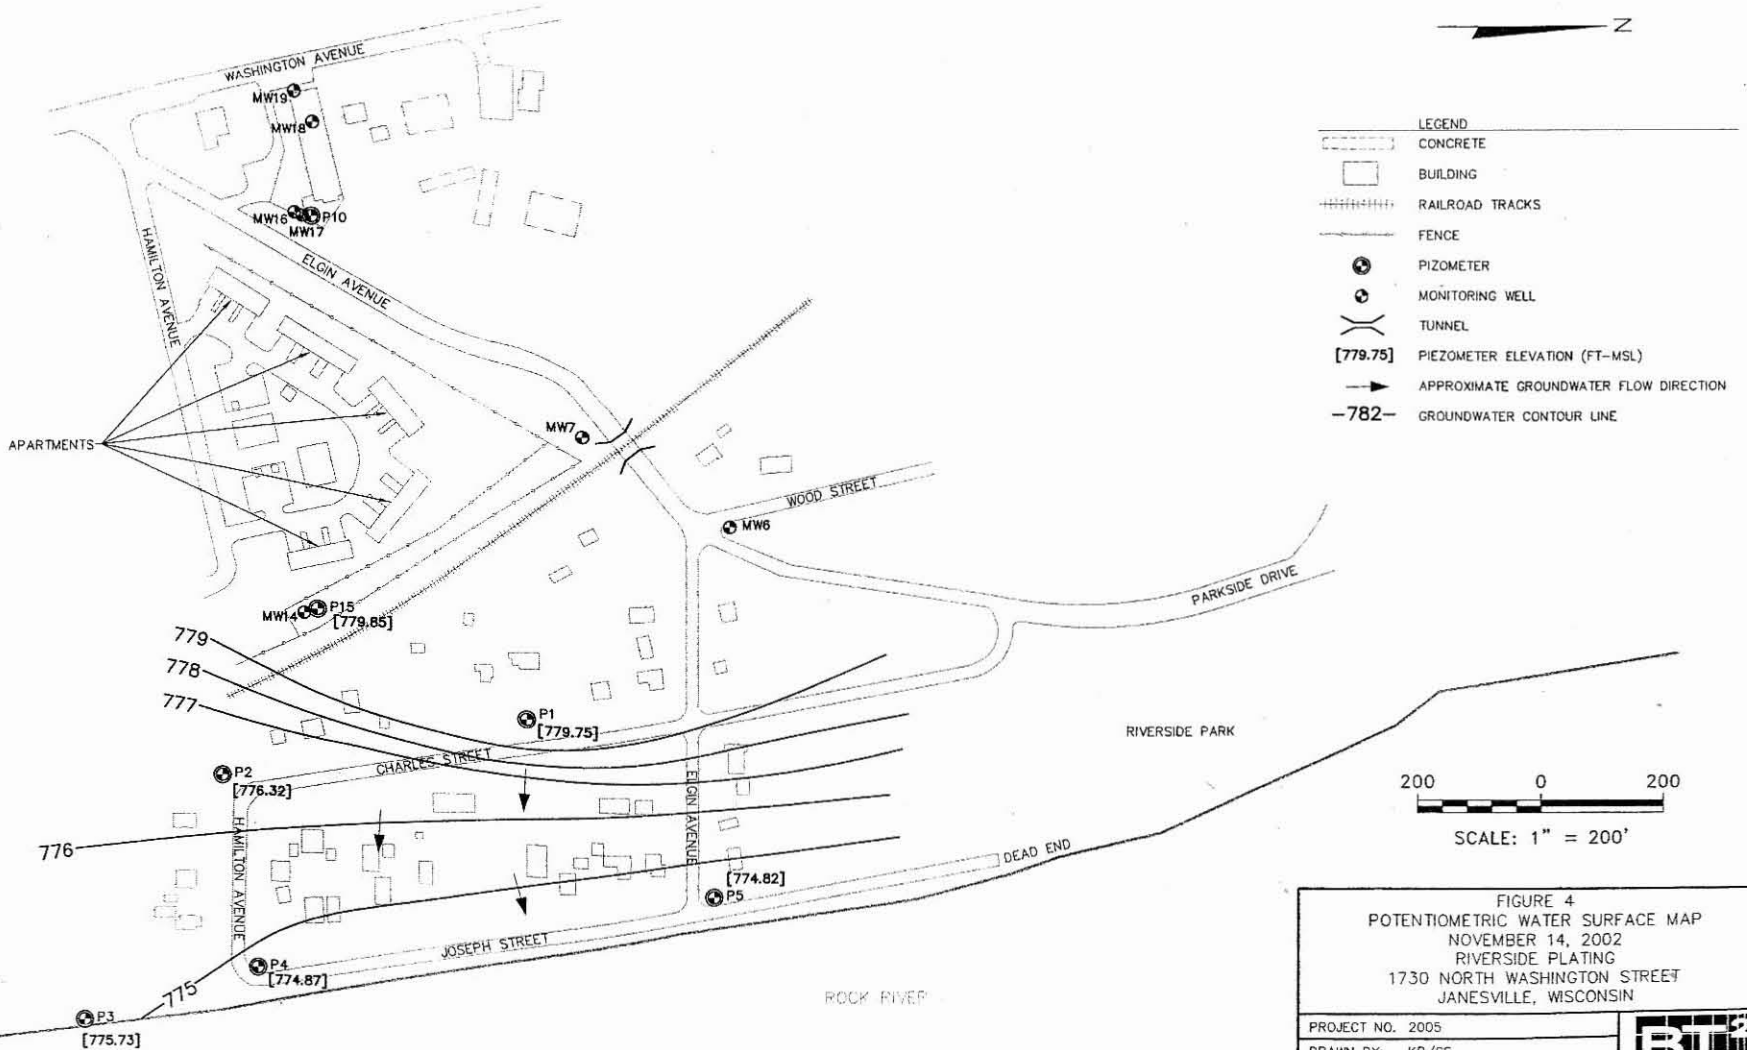 WASHINGTON AVENUE
MW19
MW18
MW16
P10
MW17
ELGIN AVENUE
HAMILTON AVENUE
APARTMENTS
MW7
WOOD STREET
MW6
PARKSIDE DRIVE
MW14
P15
[779.85]
779
778
777
P1
[779.75]
CHARLES STREET
P2
[776.32]
HAMILTON AVENUE
ELGIN AVENUE
776
RIVERSIDE PARK
DEAD END
[774.82]
P5
JOSEPH STREET
P4
[774.87]
775
P3
[775.73]
ROCK RIVER
N
LEGEND
CONCRETE
BUILDING
RAILROAD TRACKS
FENCE
PIZOMETER
MONITORING WELL
TUNNEL
[779.75] PIEZOMETER ELEVATION (FT-MSL)
APPROXIMATE GROUNDWATER FLOW DIRECTION
-782- GROUNDWATER CONTOUR LINE
200 0 200
SCALE: 1" = 200'
FIGURE 4
POTENTIOMETRIC WATER SURFACE MAP
NOVEMBER 14, 2002
RIVERSIDE PLATING
1730 NORTH WASHINGTON STREET
JANESVILLE, WISCONSIN
PROJECT NO. 2005
BT²